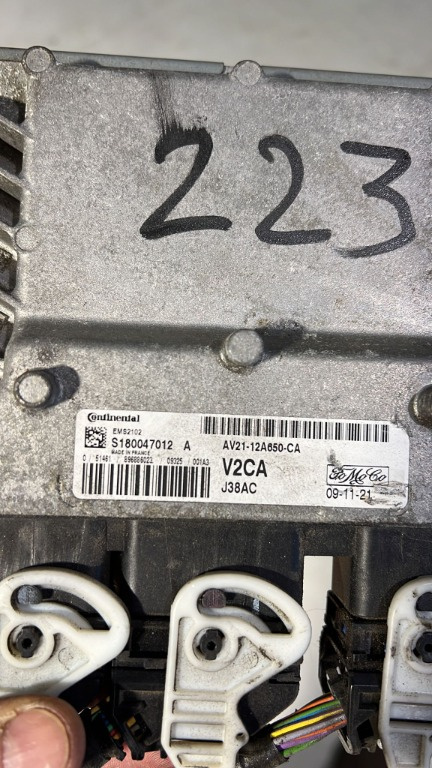 223
Continental
EMS2102
S180047012 A
MADE IN FRANCE
AV21-12A650-CA
V2CA
J38AC
FoMoCo
09-11-21